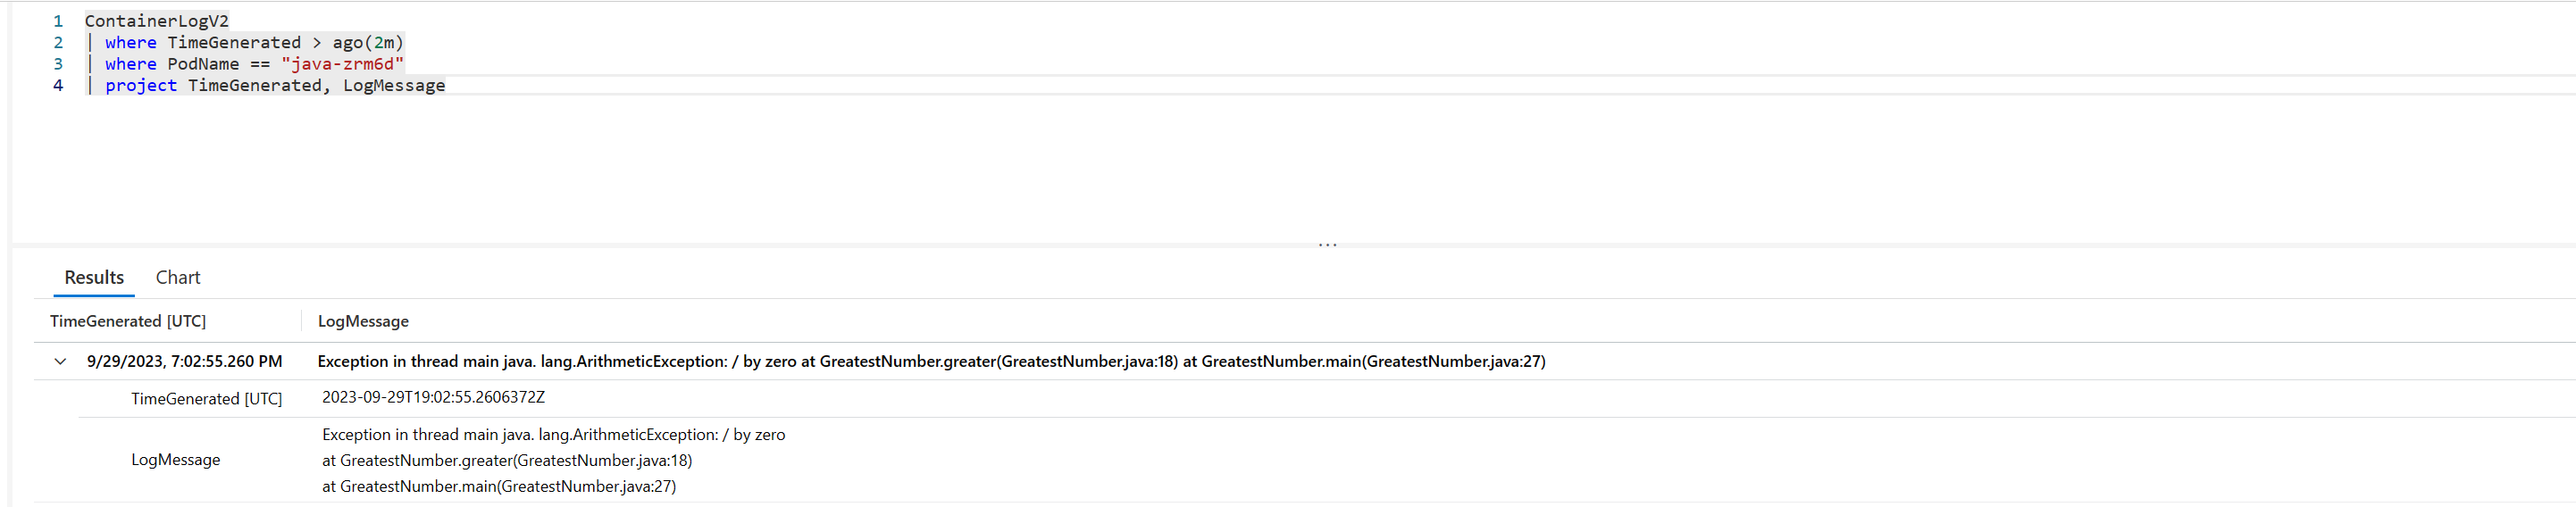 1 ContainerLogV2
2 | where TimeGenerated > ago(2m)
3 | where PodName == "java-zrm6d"
4 | project TimeGenerated, LogMessage
...
Results Chart
TimeGenerated [UTC] LogMessage
9/29/2023, 7:02:55.260 PM Exception in thread main java. lang.ArithmeticException: / by zero at GreatestNumber.greater(GreatestNumber.java:18) at GreatestNumber.main(GreatestNumber.java:27)
TimeGenerated [UTC] 2023-09-29T19:02:55.2606372Z
LogMessage
Exception in thread main java. lang.ArithmeticException: / by zero
at GreatestNumber.greater(GreatestNumber.java:18)
at GreatestNumber.main(GreatestNumber.java:27)